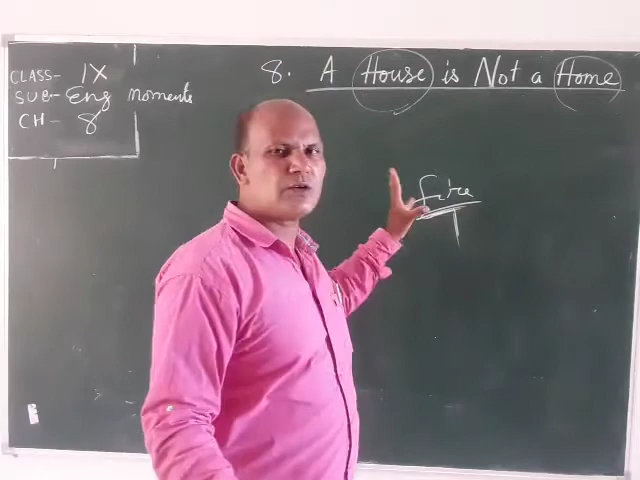 CLASS- IX
SUB- Eng moments
CH- 8
8. A House is Not a Home
fire